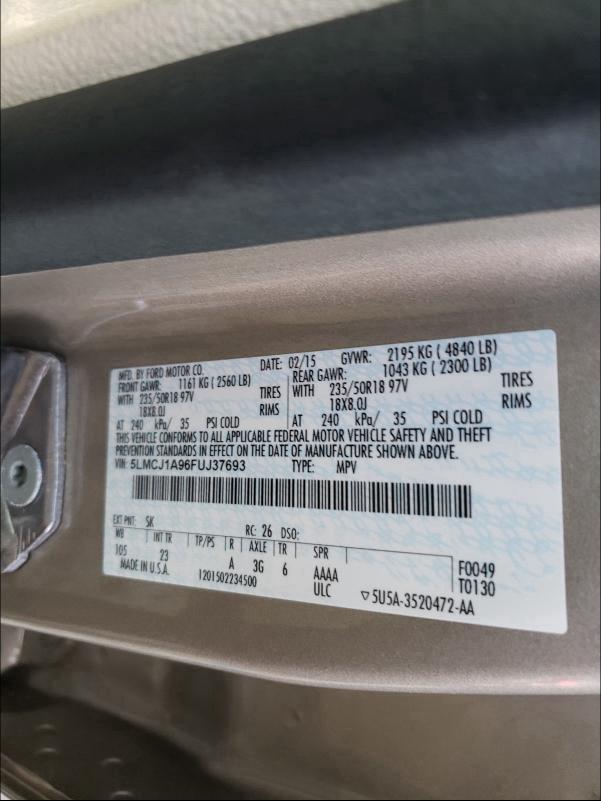 MFD. BY FORD MOTOR CO. DATE: 02/15 GVWR: 2195 KG ( 4840 LB)
FRONT GAWR: 1161 KG ( 2560 LB) REAR GAWR: 1043 KG ( 2300 LB)
WITH 235/50R18 97V TIRES WITH 235/50R18 97V TIRES
18X8.0J RIMS 18X8.0J RIMS
AT 240 kPa/ 35 PSI COLD AT 240 kPa/ 35 PSI COLD
THIS VEHICLE CONFORMS TO ALL APPLICABLE FEDERAL MOTOR VEHICLE SAFETY AND THEFT
PREVENTION STANDARDS IN EFFECT ON THE DATE OF MANUFACTURE SHOWN ABOVE.
VIN: 5LMCJ1A96FUJ37693 TYPE: MPV
EXT PNT: SK RC: 26 DSO:
WB INT TR TP/PS R AXLE TR SPR
105 23 A 3G 6 AAAA F0049
MADE IN U.S.A. 1201502234500 ULC T0130
▽5U5A-3520472-AA